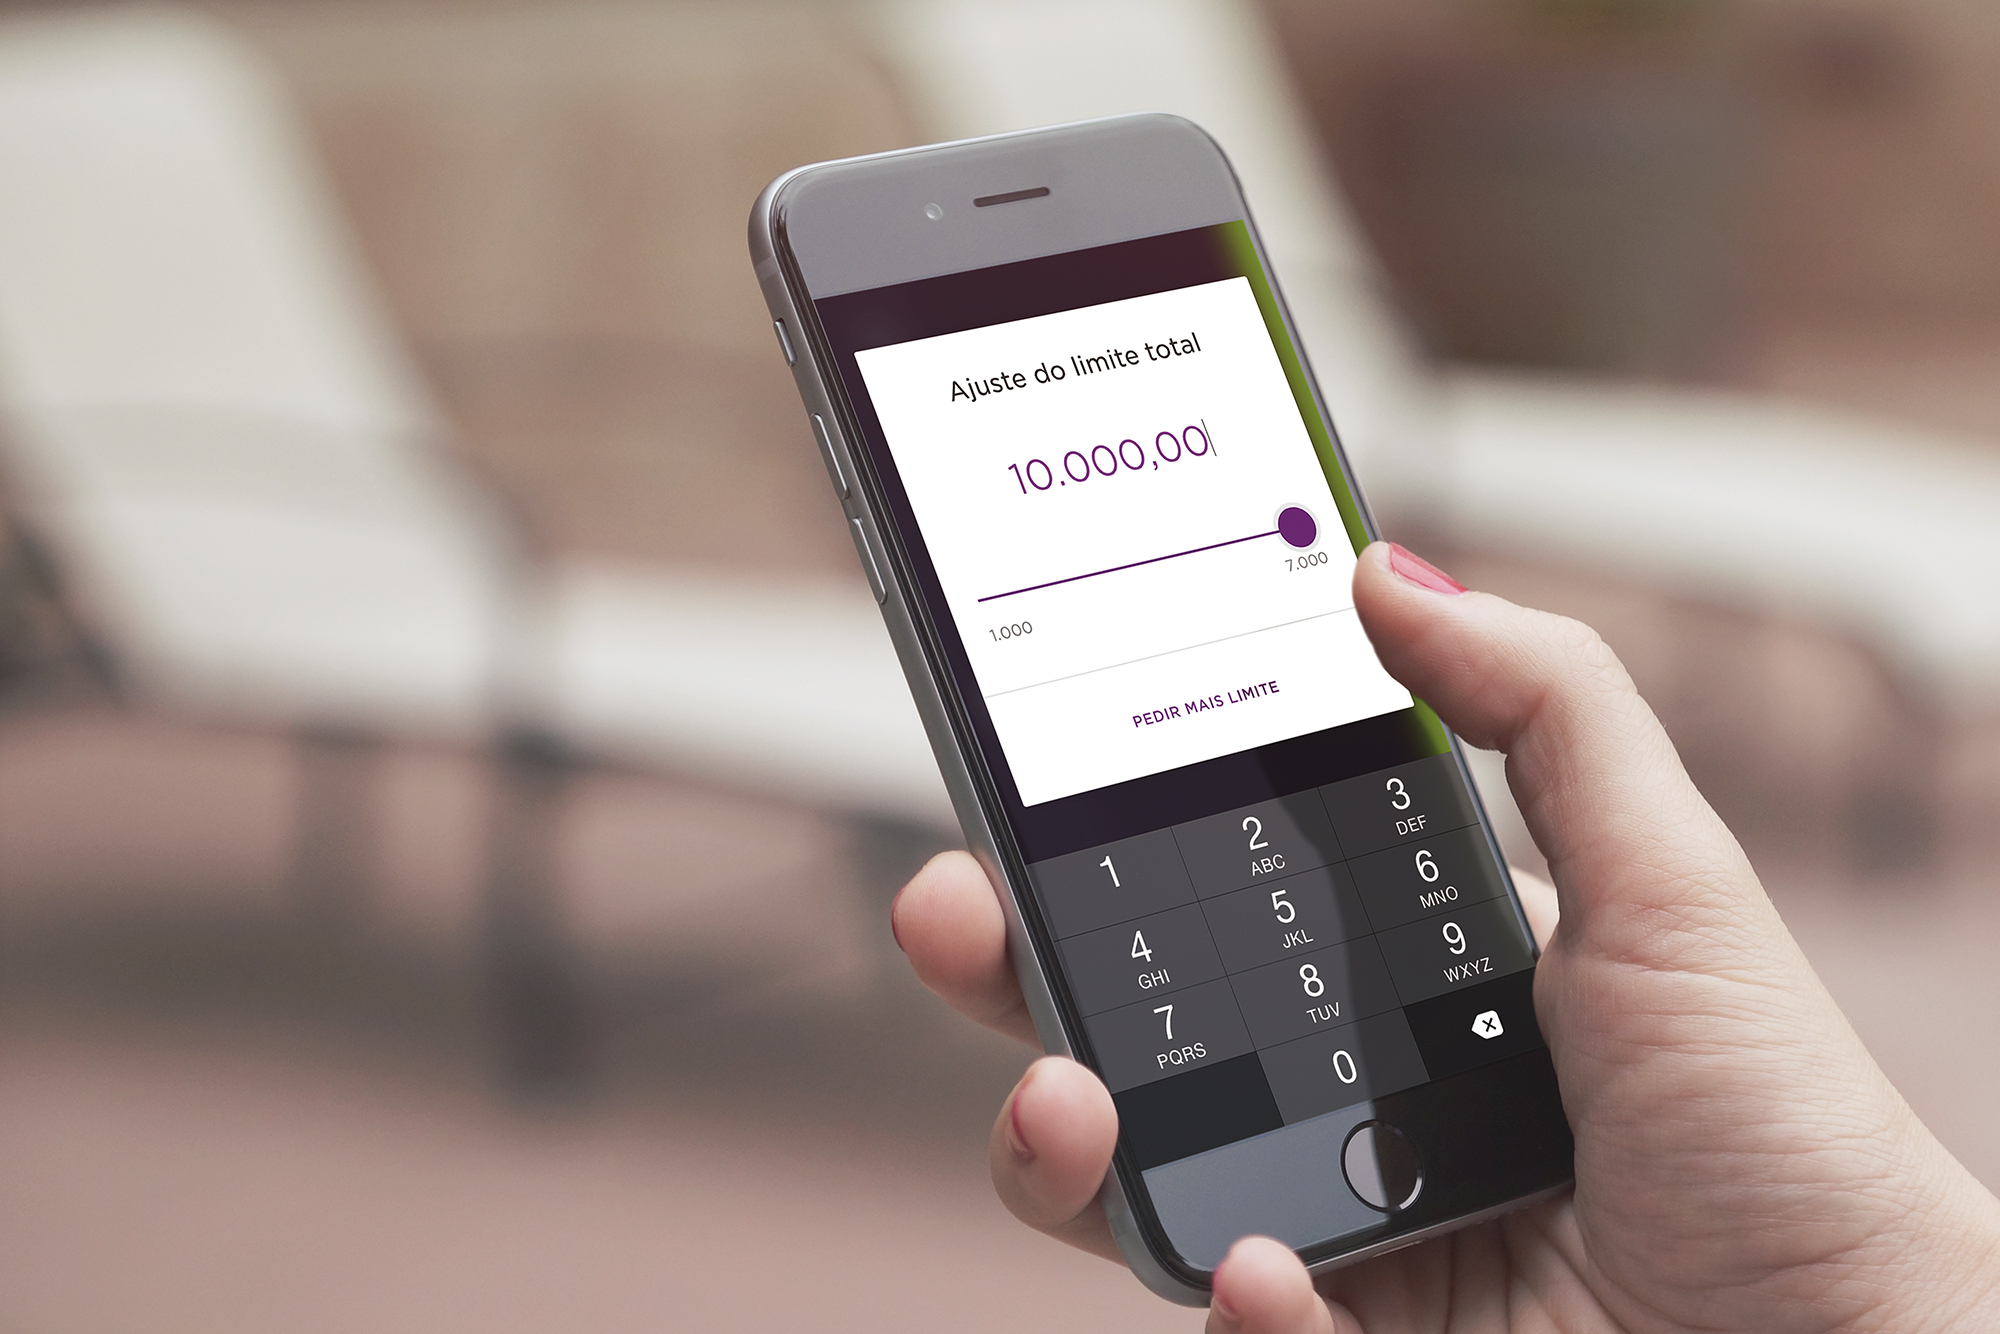 Ajuste do limite total
10.000,00
7.000
1.000
PEDIR MAIS LIMITE
1
2
ABC
3
DEF
4
GHI
5
JKL
6
MNO
7
PQRS
8
TUV
9
WXYZ
0